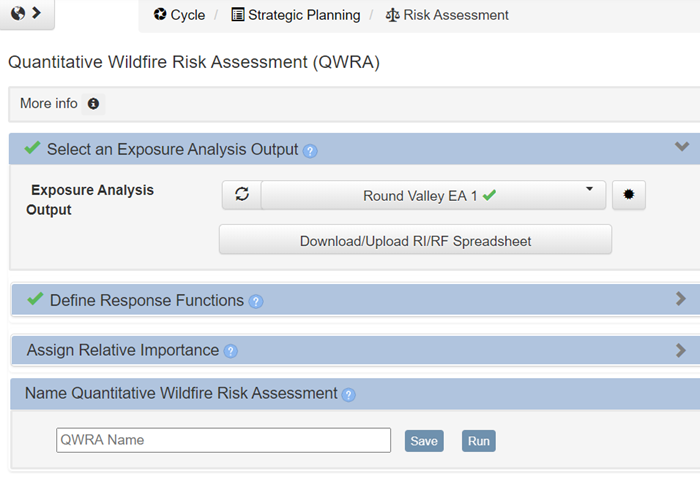 Cycle / Strategic Planning / Risk Assessment
Quantitative Wildfire Risk Assessment (QWRA)
More info
Select an Exposure Analysis Output ?
Exposure Analysis
Output
Round Valley EA 1
Download/Upload RI/RF Spreadsheet
Define Response Functions ?
Assign Relative Importance ?
Name Quantitative Wildfire Risk Assessment ?
QWRA Name Save Run